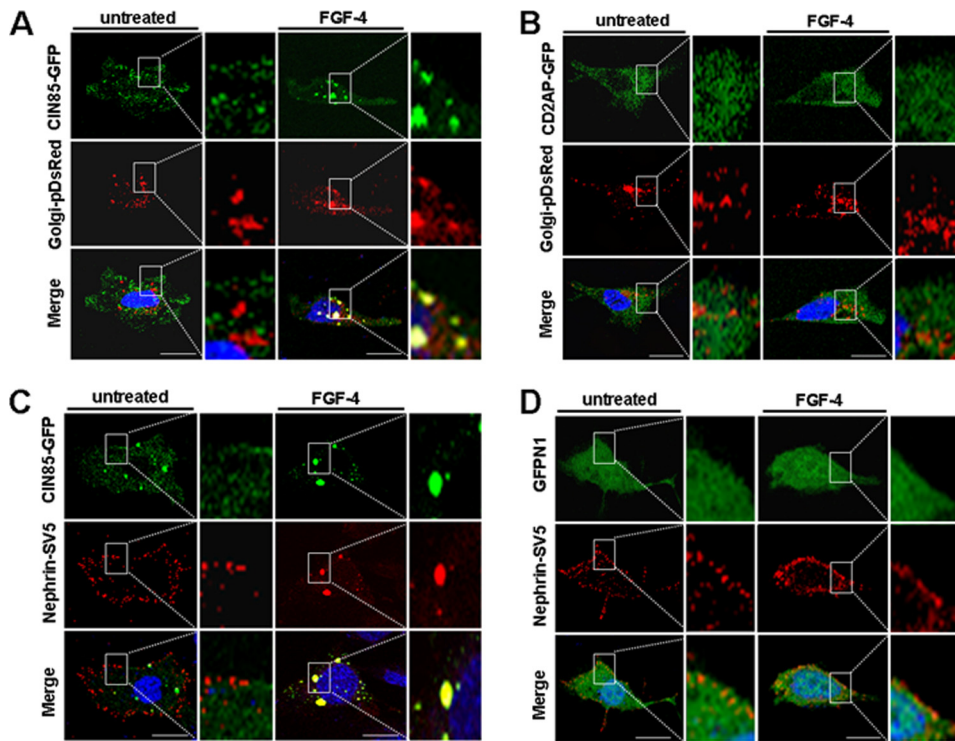 A
untreated
FGF-4
CIN85-GFP
Golgi-pDsRed
Merge
B
untreated
FGF-4
CD2AP-GFP
Golgi-pDsRed
Merge
C
untreated
FGF-4
CIN85-GFP
Nephrin-SV5
Merge
D
untreated
FGF-4
GFPN1
Nephrin-SV5
Merge